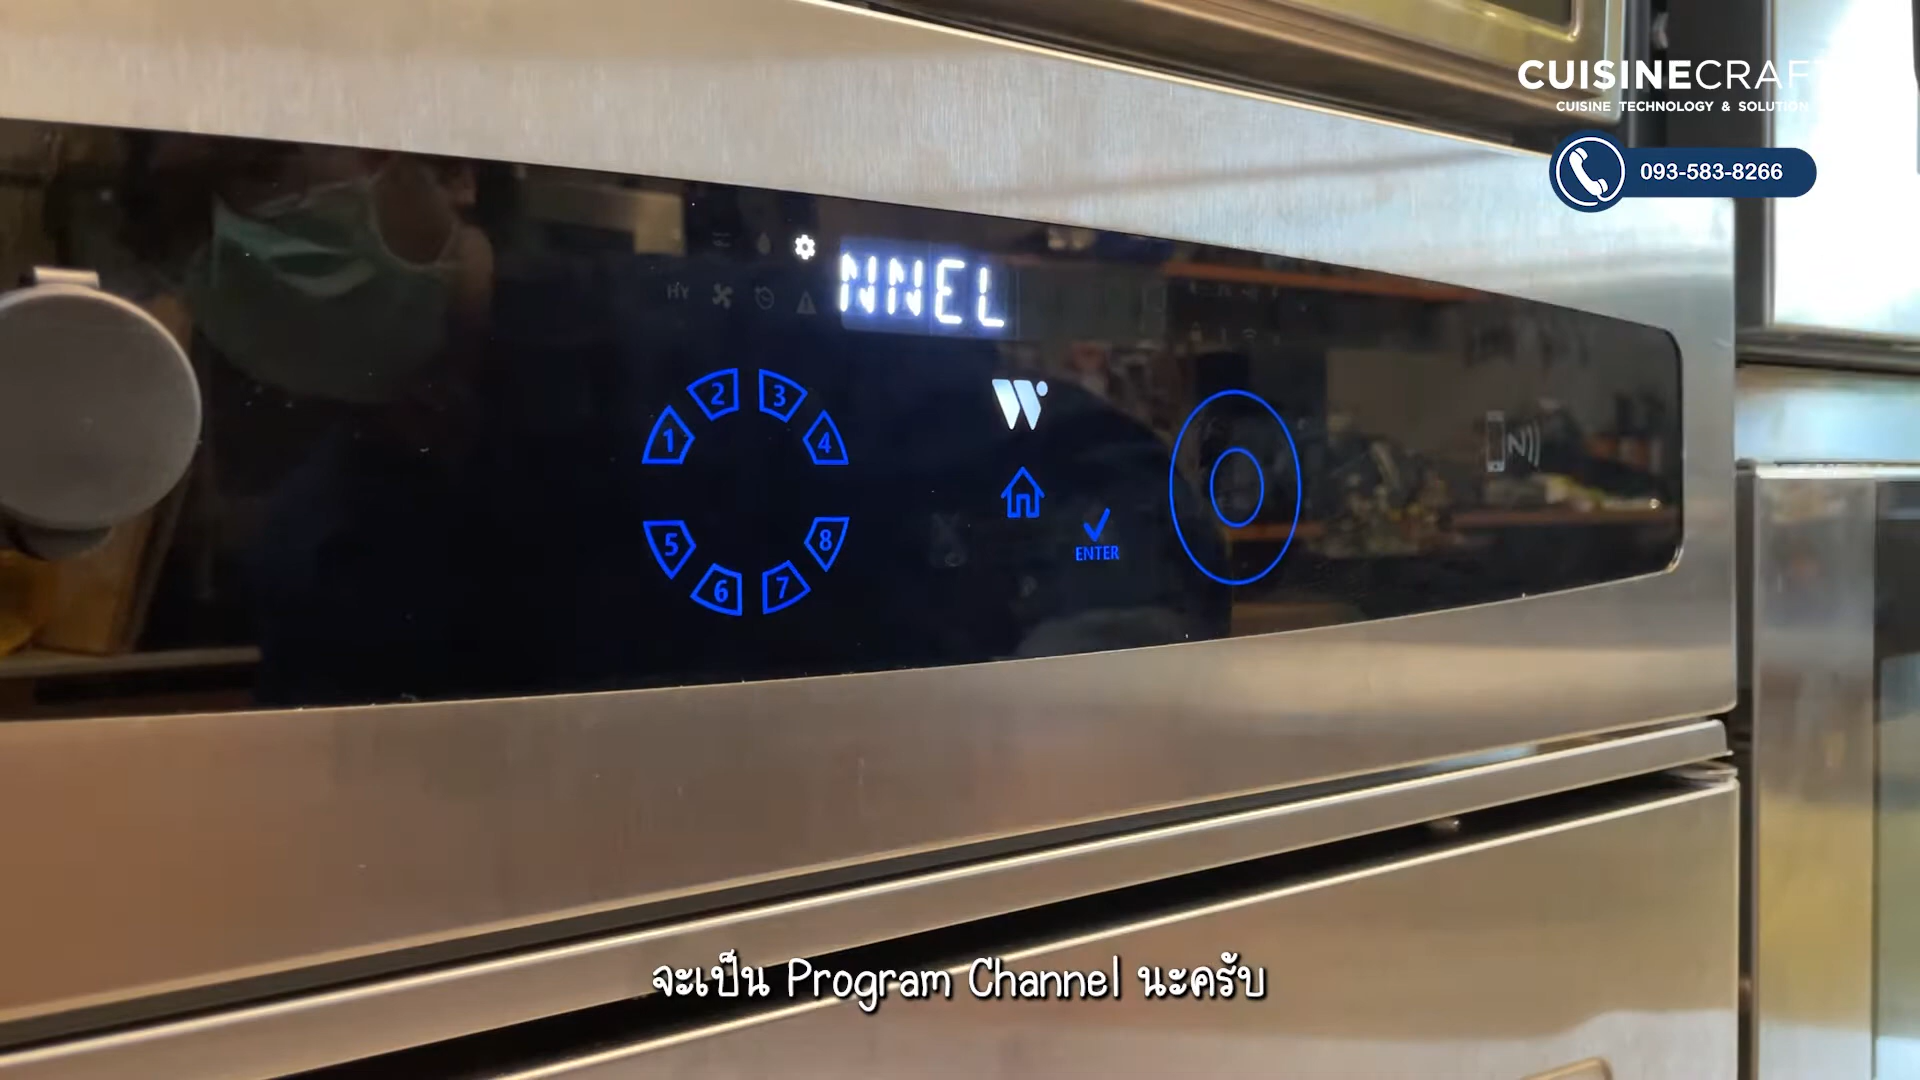 CUISINECRAFT
CUISINE TECHNOLOGY & SOLUTION
093-583-8266
NNEL
HY
1
2
3
4
5
6
7
8
W
ENTER
N
จะเป็น Program Channel นะครับ